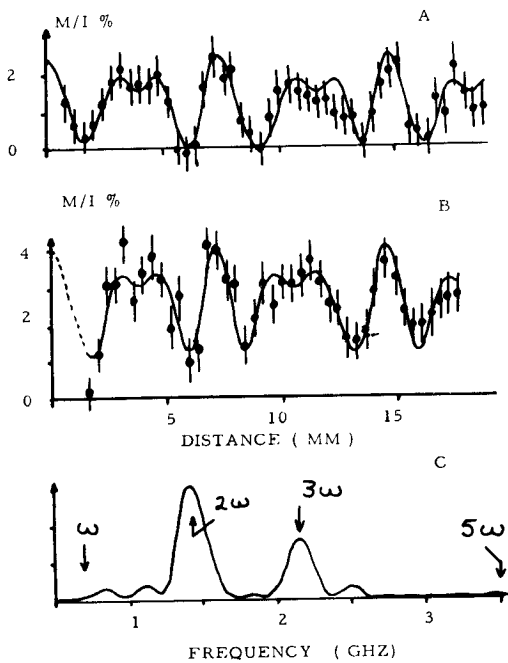 M/I %
A
2
0
M/I %
B
4
2
0
5
10
15
DISTANCE ( MM )
C
ω
2ω
3ω
5ω
1
2
3
FREQUENCY ( GHZ )